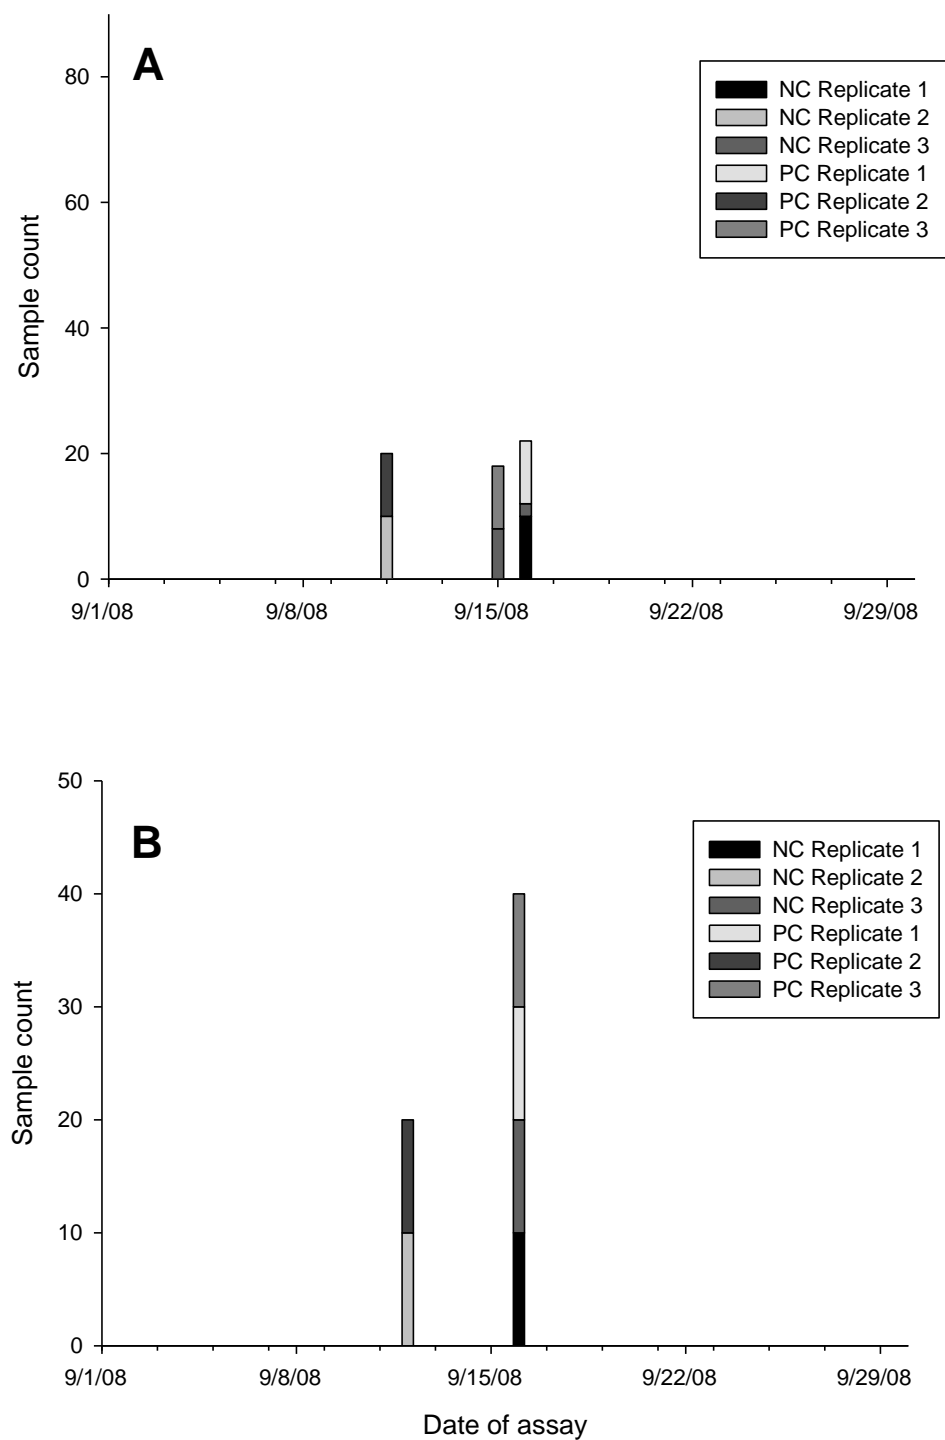 A
80
60
40
20
0
Sample count
NC Replicate 1
NC Replicate 2
NC Replicate 3
PC Replicate 1
PC Replicate 2
PC Replicate 3
9/1/08 9/8/08 9/15/08 9/22/08 9/29/08
B
50
40
30
20
10
0
Sample count
NC Replicate 1
NC Replicate 2
NC Replicate 3
PC Replicate 1
PC Replicate 2
PC Replicate 3
9/1/08 9/8/08 9/15/08 9/22/08 9/29/08
Date of assay